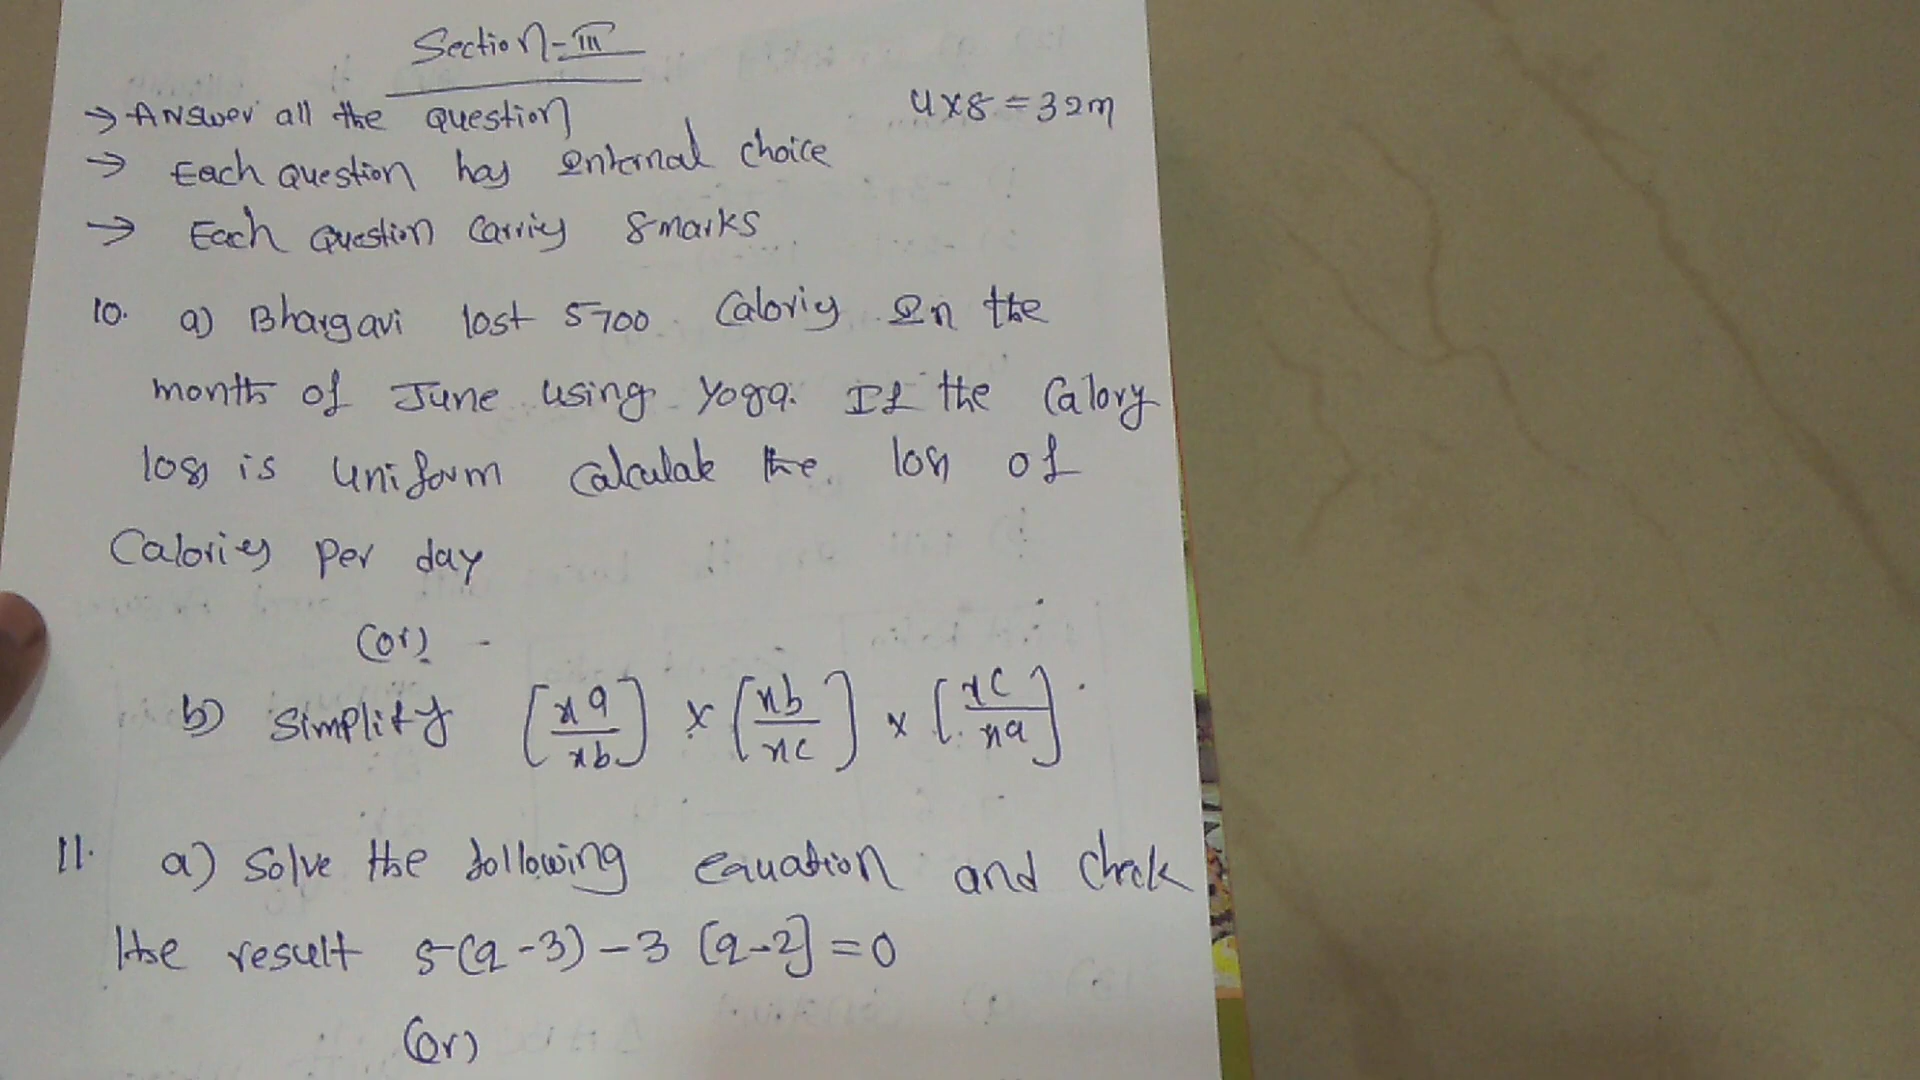 Section-III
→ Answer all the question 4x8=32m
→ Each question has internal choice
→ Each question carries 8marks
10. a) Bhargavi lost 5700 Calories in the
month of June using Yoga. If the Calory
loss is uniform calculate the loss of
Calories per day
(or)
b) Simplify [xa/xb] × [xb/xc] × [xc/xa]
11. a) Solve the following equation and check
the result 5(q-3)-3[q-2]=0
(or)